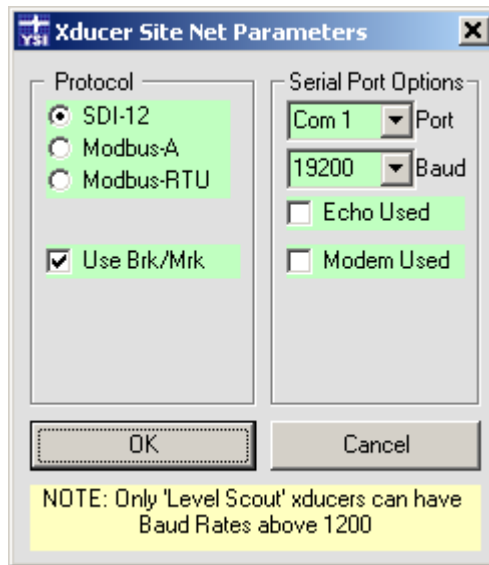 YSI Xducer Site Net Parameters
Protocol
SDI-12
Modbus-A
Modbus-RTU
Use Brk/Mrk
Serial Port Options
Com 1 Port
19200 Baud
Echo Used
Modem Used
OK
Cancel
NOTE: Only 'Level Scout' xducers can have
Baud Rates above 1200